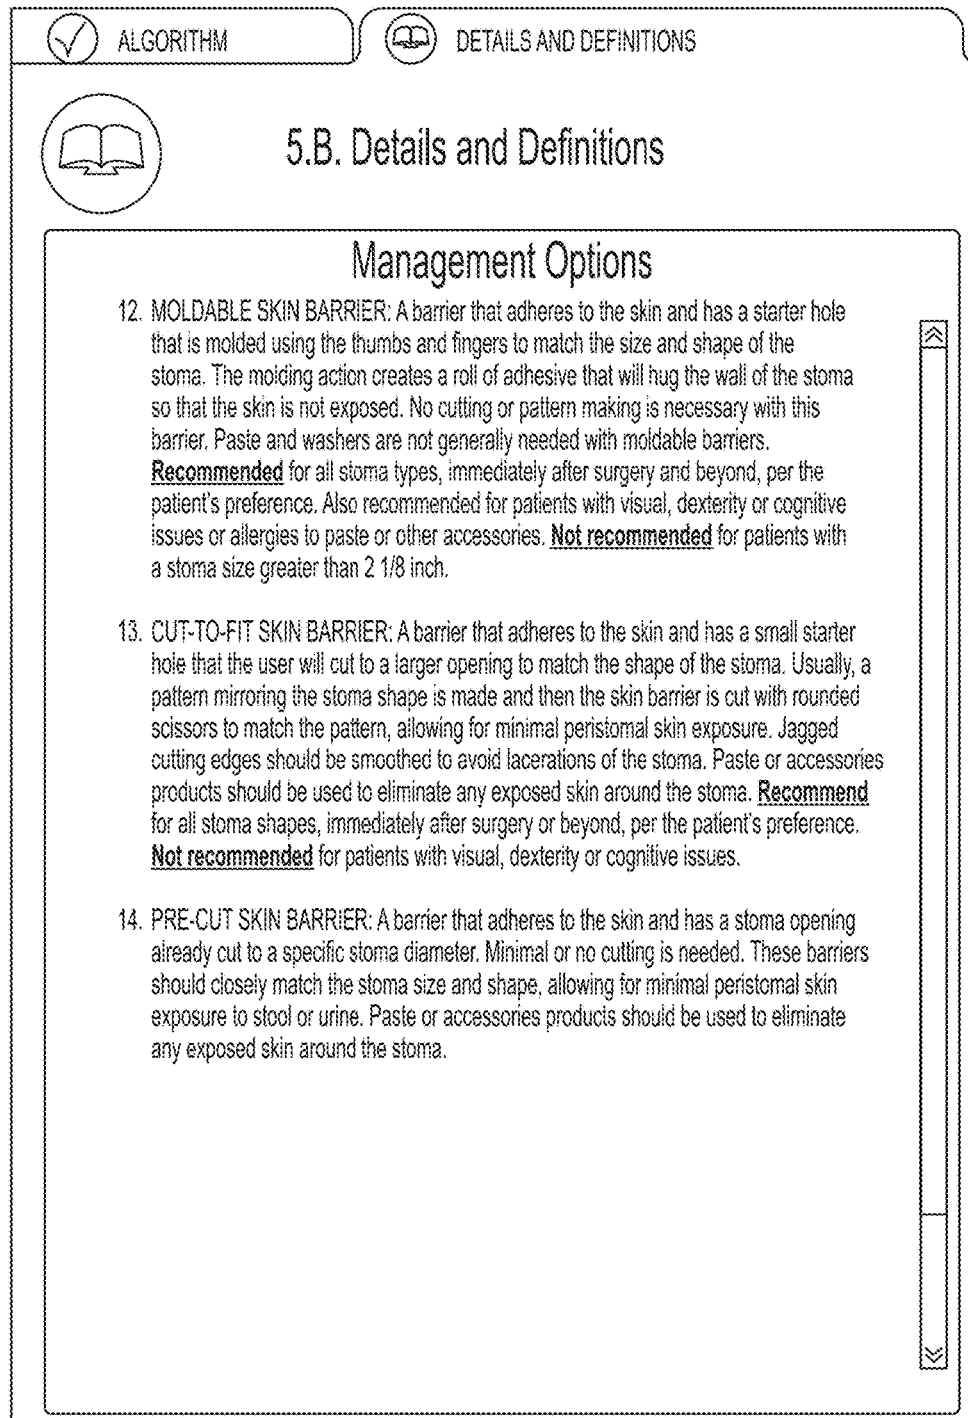 ALGORITHM
DETAILS AND DEFINITIONS
5.B. Details and Definitions
Management Options
12. MOLDABLE SKIN BARRIER: A barrier that adheres to the skin and has a starter hole
that is molded using the thumbs and fingers to match the size and shape of the
stoma. The molding action creates a roll of adhesive that will hug the wall of the stoma
so that the skin is not exposed. No cutting or pattern making is necessary with this
barrier. Paste and washers are not generally needed with moldable barriers.
Recommended for all stoma types, immediately after surgery and beyond, per the
patient's preference. Also recommended for patients with visual, dexterity or cognitive
issues or allergies to paste or other accessories. Not recommended for patients with
a stoma size greater than 2 1/8 inch.
13. CUT-TO-FIT SKIN BARRIER: A barrier that adheres to the skin and has a small starter
hole that the user will cut to a larger opening to match the shape of the stoma. Usually, a
pattern mirroring the stoma shape is made and then the skin barrier is cut with rounded
scissors to match the pattern, allowing for minimal peristomal skin exposure. Jagged
cutting edges should be smoothed to avoid lacerations of the stoma. Paste or accessories
products should be used to eliminate any exposed skin around the stoma. Recommend
for all stoma shapes, immediately after surgery or beyond, per the patient's preference.
Not recommended for patients with visual, dexterity or cognitive issues.
14. PRE-CUT SKIN BARRIER: A barrier that adheres to the skin and has a stoma opening
already cut to a specific stoma diameter. Minimal or no cutting is needed. These barriers
should closely match the stoma size and shape, allowing for minimal peristomal skin
exposure to stool or urine. Paste or accessories products should be used to eliminate
any exposed skin around the stoma.